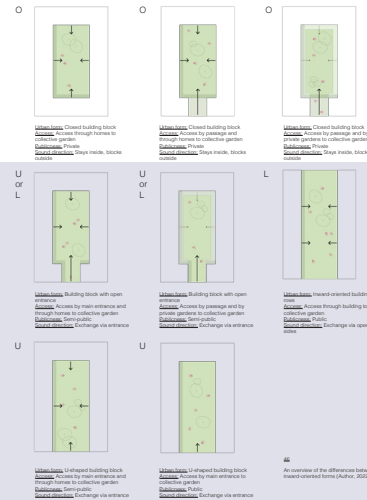 O
Urban form: Closed building block
Access: Access through homes to
collective garden
Publicness: Private
Sound direction: Stays inside, blocks
outside
O
Urban form: Closed building block
Access: Access by passage and
through homes to collective garden
Publicness: Private
Sound direction: Stays inside, blocks
outside
O
Urban form: Closed building block
Access: Access by passage and by
private gardens to collective garden
Publicness: Private
Sound direction: Stays inside, blocks
outside
U
or
L
Urban form: Building block with open
entrance
Access: Access by main entrance and
through homes to collective garden
Publicness: Semi-public
Sound direction: Exchange via entrance
U
or
L
Urban form: Building block with open
entrance
Access: Access by passage and by
private gardens to collective garden
Publicness: Semi-public
Sound direction: Exchange via entrance
L
Urban form: Inward-oriented building
rows
Access: Access through building to
collective garden
Publicness: Public
Sound direction: Exchange via open
sides
U
Urban form: U-shaped building block
Access: Access by main entrance and
through homes to collective garden
Publicness: Semi-public
Sound direction: Exchange via entrance
U
Urban form: U-shaped building block
Access: Access by main entrance to
collective garden
Publicness: Public
Sound direction: Exchange via entrance
An overview of the differences
inward-oriented forms (Author,